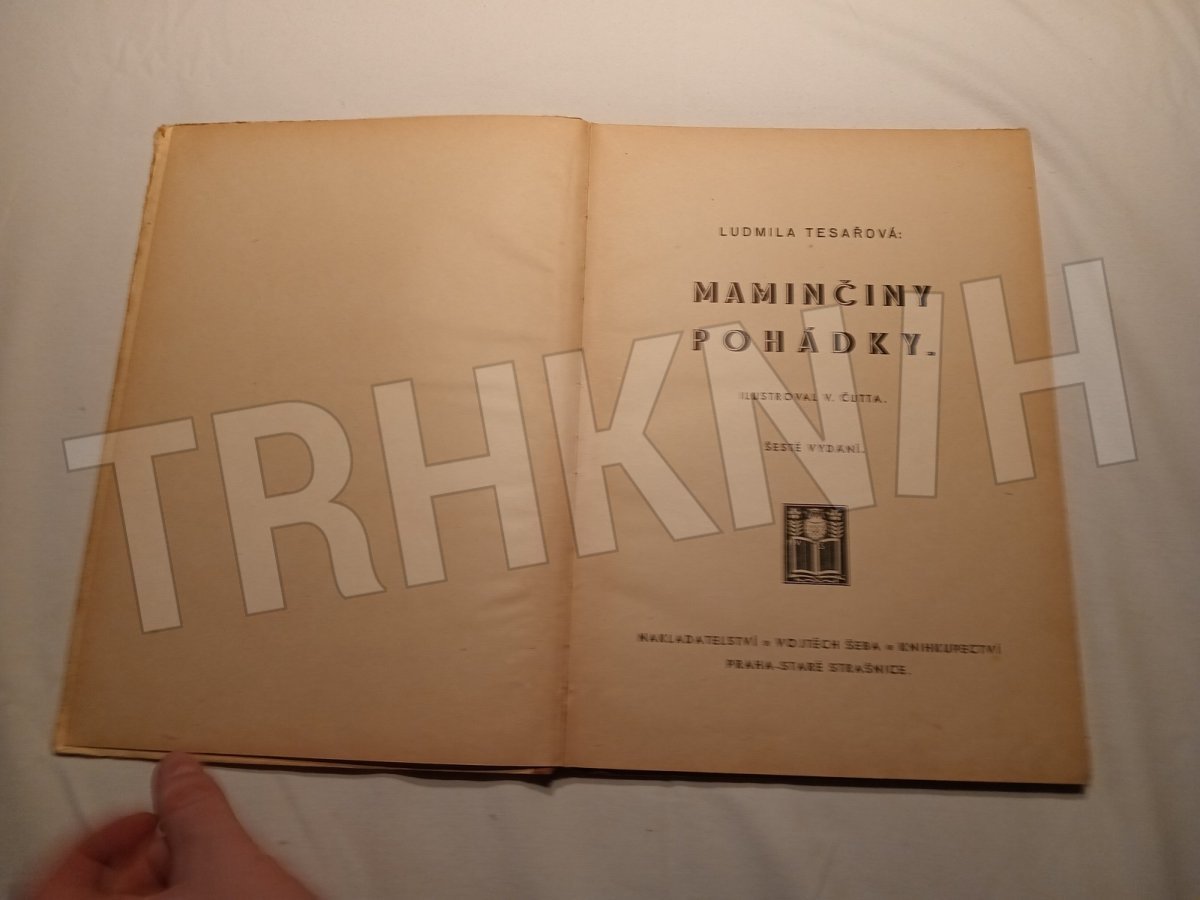 LUDMILA TESAŘOVÁ:
MAMINČINY
POHÁDKY.
ILUSTROVAL V. ČUTTA.
ŠESTÉ VYDÁNÍ.
NAKLADATELSTVÍ • VOJTĚCH ŠEBA • KNIHKUPECTVÍ
PRAHA-STARÉ STRAŠNICE.
TRHKNIH